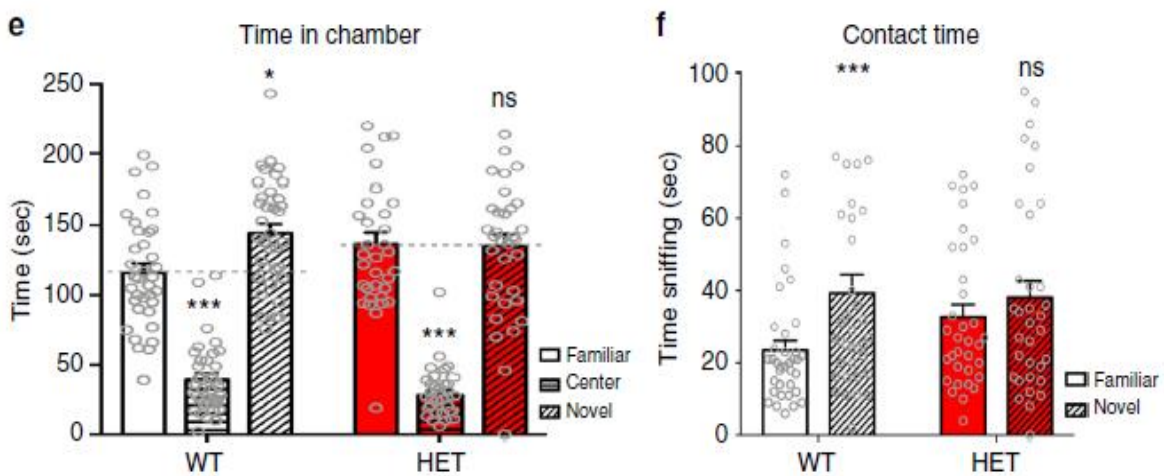 e
Time in chamber
250
200
150
100
50
0
Time (sec)
*
***
***
ns
Familiar
Center
Novel
WT
HET
f
Contact time
100
80
60
40
20
0
Time sniffing (sec)
***
ns
Familiar
Novel
WT
HET